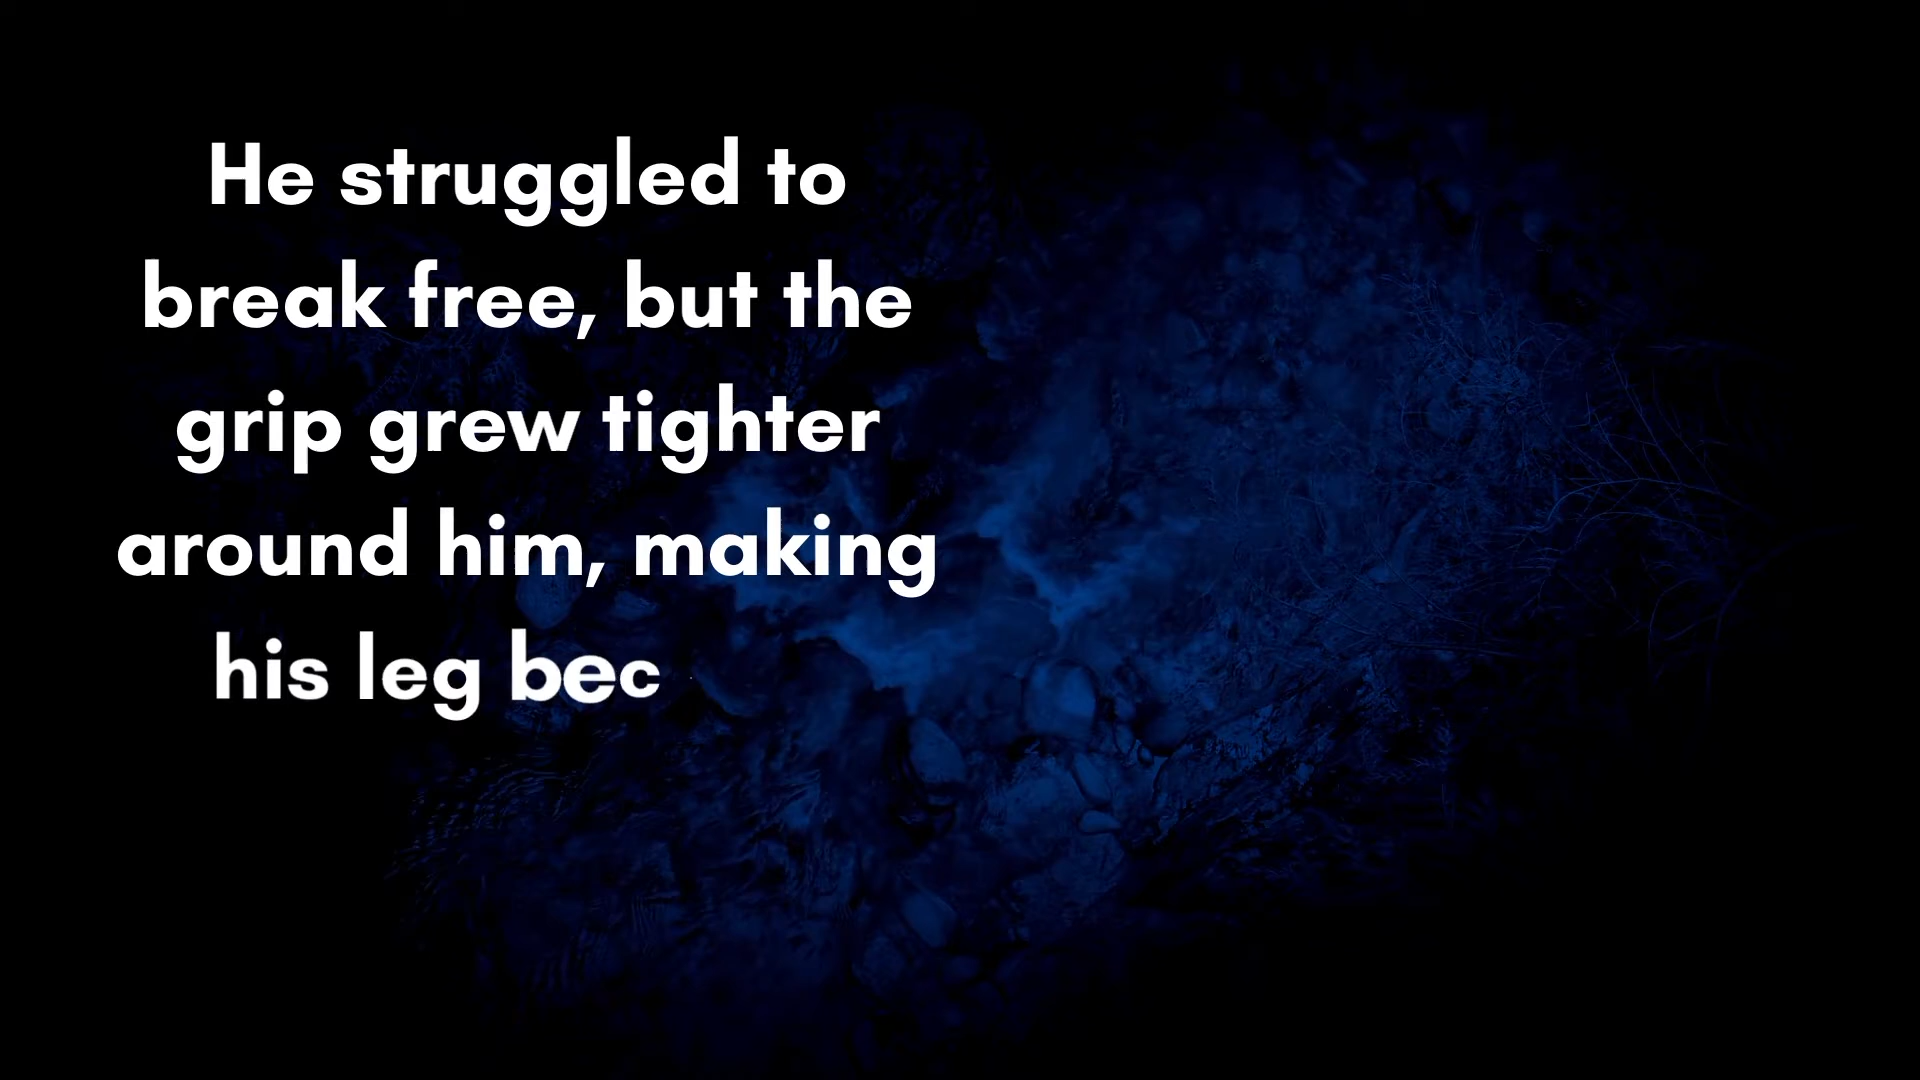 He struggled to
break free, but the
grip grew tighter
around him, making
his leg bec